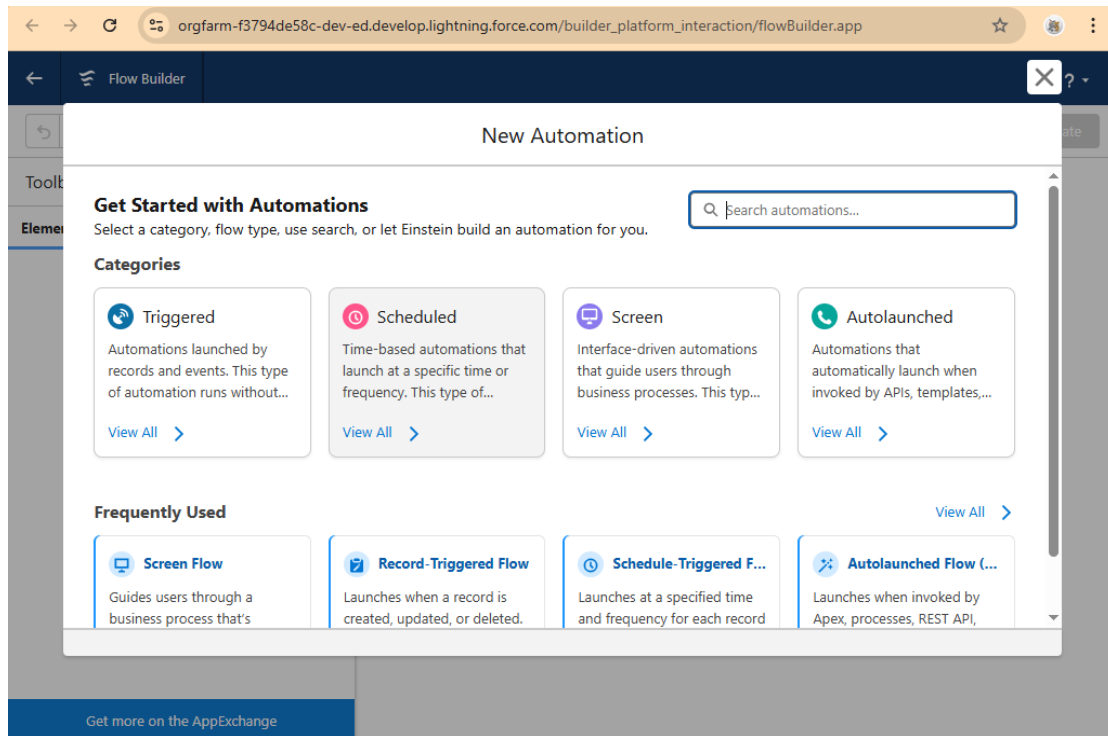 orgfarm-f3794de58c-dev-ed.develop.lightning.force.com/builder_platform_interaction/flowBuilder.app
Flow Builder
?
New Automation
ate
Toolb
Eleme
Get Started with Automations
Search automations...
Select a category, flow type, use search, or let Einstein build an automation for you.
Categories
Triggered
Automations launched by
records and events. This type
of automation runs without...
View All
Scheduled
Time-based automations that
launch at a specific time or
frequency. This type of...
View All
Screen
Interface-driven automations
that guide users through
business processes. This typ...
View All
Autolaunched
Automations that
automatically launch when
invoked by APIs, templates,...
View All
Frequently Used
View All
Screen Flow
Guides users through a
business process that's
Record-Triggered Flow
Launches when a record is
created, updated, or deleted.
Schedule-Triggered F...
Launches at a specified time
and frequency for each record
Autolaunched Flow (...
Launches when invoked by
Apex, processes, REST API,
Get more on the AppExchange